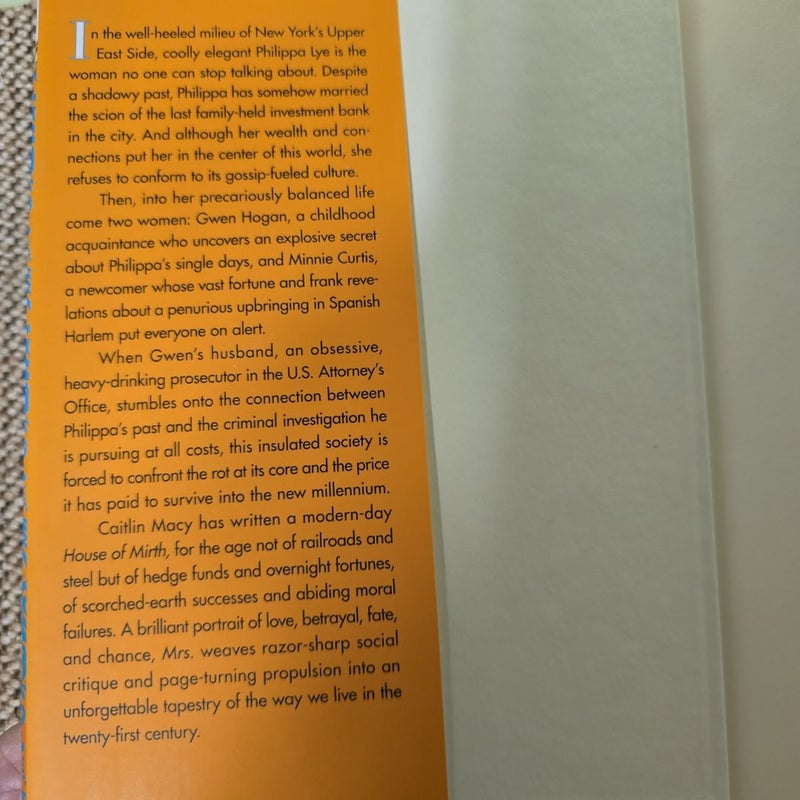 In the well-heeled milieu of New York's Upper
East Side, coolly elegant Philippa Lye is the
woman no one can stop talking about. Despite
a shadowy past, Philippa has somehow married
the scion of the last family-held investment bank
in the city. And although her wealth and con-
nections put her in the center of this world, she
refuses to conform to its gossip-fueled culture.
Then, into her precariously balanced life
come two women: Gwen Hogan, a childhood
acquaintance who uncovers an explosive secret
about Philippa's single days, and Minnie Curtis,
a newcomer whose vast fortune and frank reve-
lations about a penurious upbringing in Spanish
Harlem put everyone on alert.
When Gwen's husband, an obsessive,
heavy-drinking prosecutor in the U.S. Attorney's
Office, stumbles onto the connection between
Philippa's past and the criminal investigation he
is pursuing at all costs, this insulated society is
forced to confront the rot at its core and the price
it has paid to survive into the new millennium.
Caitlin Macy has written a modern-day
House of Mirth, for the age not of railroads and
steel but of hedge funds and overnight fortunes,
of scorched-earth successes and abiding moral
failures. A brilliant portrait of love, betrayal, fate,
and chance, Mrs. weaves razor-sharp social
critique and page-turning propulsion into an
unforgettable tapestry of the way we live in the
twenty-first century.